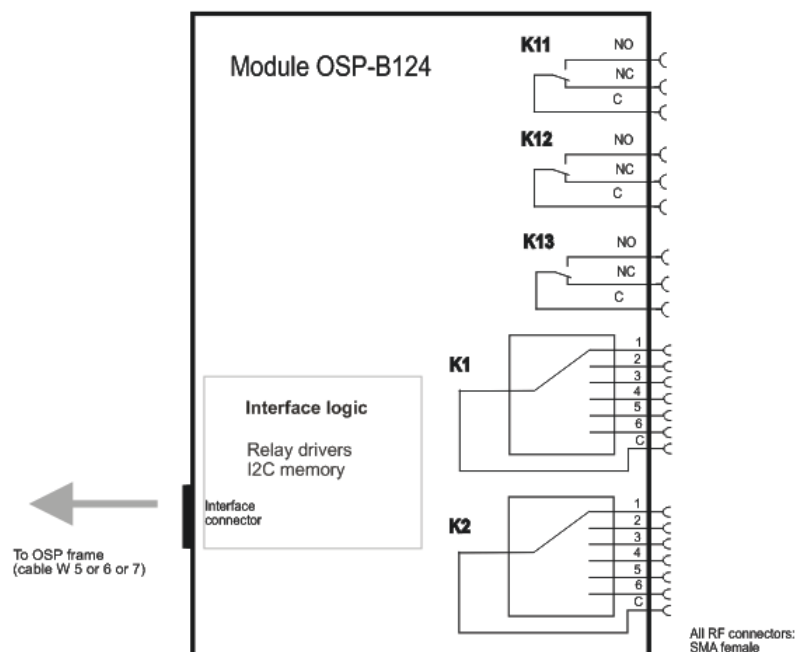 Module OSP-B124
K11
NO
NC
C
K12
NO
NC
C
K13
NO
NC
C
K1
1
2
3
4
5
6
C
K2
1
2
3
4
5
6
C
Interface logic
Relay drivers
I2C memory
Interface
connector
To OSP frame
(cable W 5 or 6 or 7)
All RF connectors:
SMA female